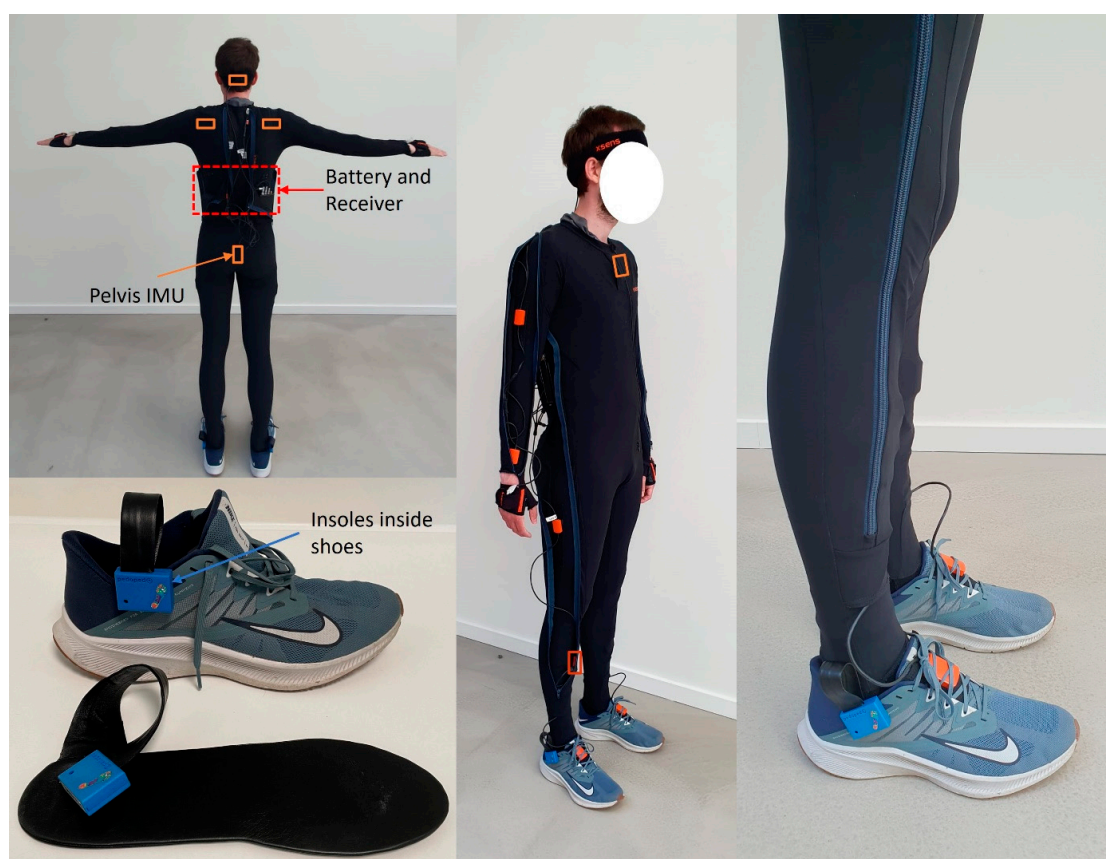 Battery and
Receiver
Pelvis IMU
Insoles inside
shoes
xsens